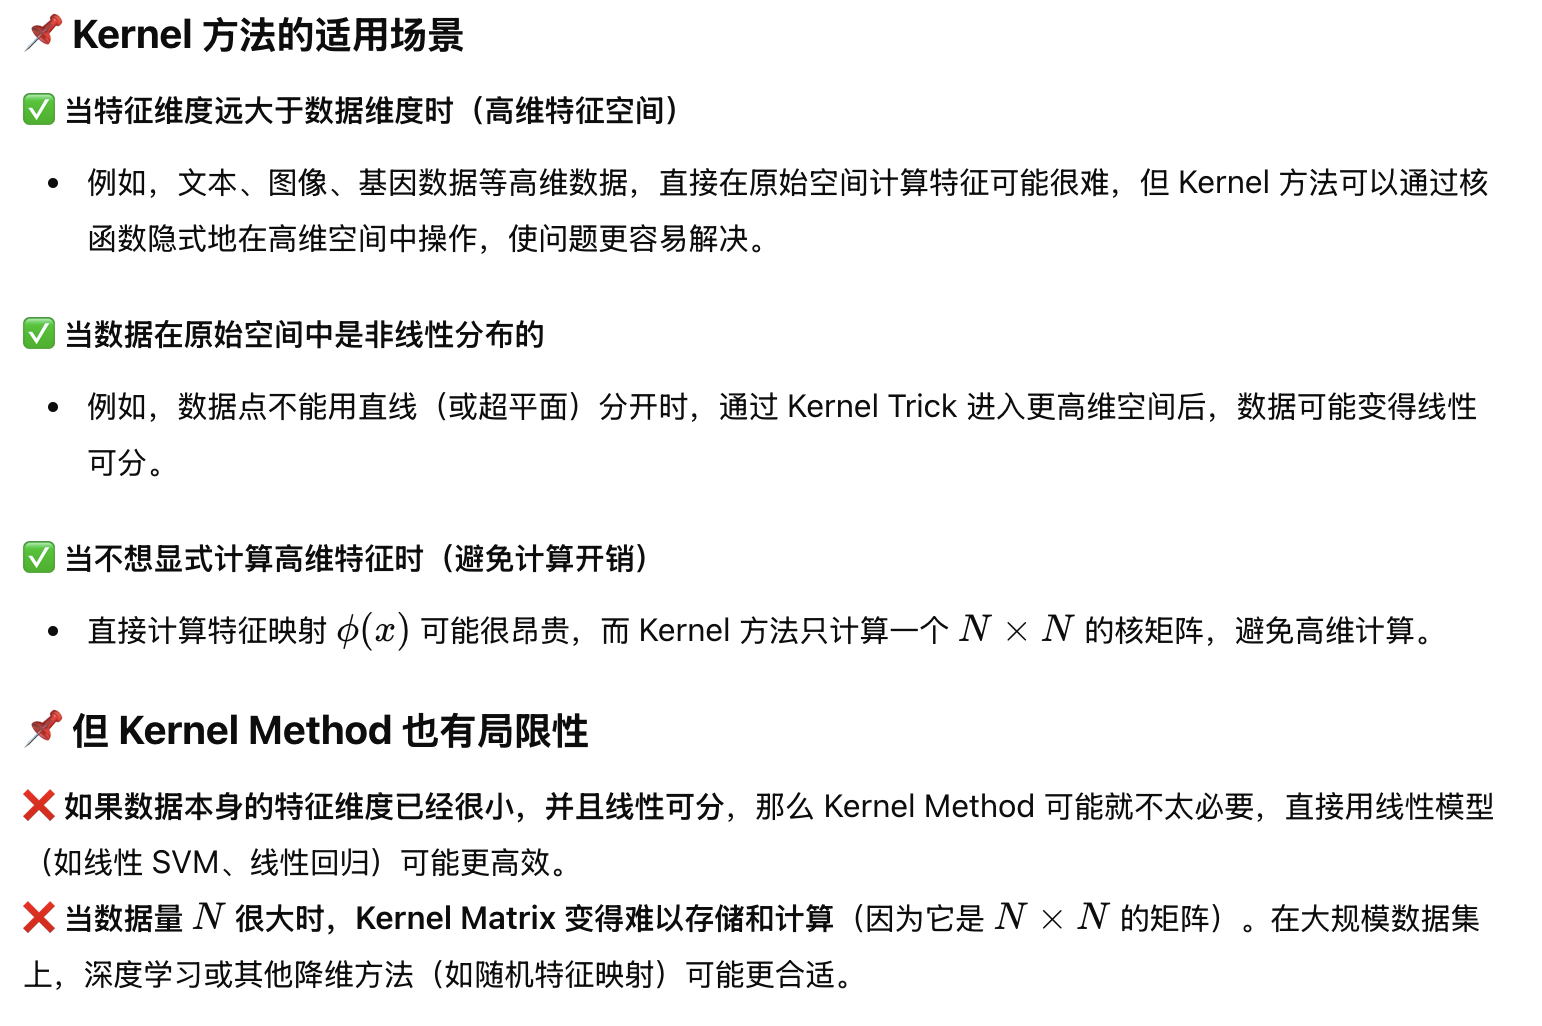 📌 Kernel 方法的适用场景
✅ 当特征维度远大于数据维度时（高维特征空间）
• 例如，文本、图像、基因数据等高维数据，直接在原始空间计算特征可能很难，但 Kernel 方法可以通过核
函数隐式地在高维空间中操作，使问题更容易解决。
✅ 当数据在原始空间中是非线性分布的
• 例如，数据点不能用直线（或超平面）分开时，通过 Kernel Trick 进入更高维空间后，数据可能变得线性
可分。
✅ 当不想显式计算高维特征时（避免计算开销）
• 直接计算特征映射 ϕ(x) 可能很昂贵，而 Kernel 方法只计算一个 N × N 的核矩阵，避免高维计算。
📌 但 Kernel Method 也有局限性
❌ 如果数据本身的特征维度已经很小，并且线性可分，那么 Kernel Method 可能就不太必要，直接用线性模型
（如线性 SVM、线性回归）可能更高效。
❌ 当数据量 N 很大时，Kernel Matrix 变得难以存储和计算（因为它是 N × N 的矩阵）。在大规模数据集
上，深度学习或其他降维方法（如随机特征映射）可能更合适。